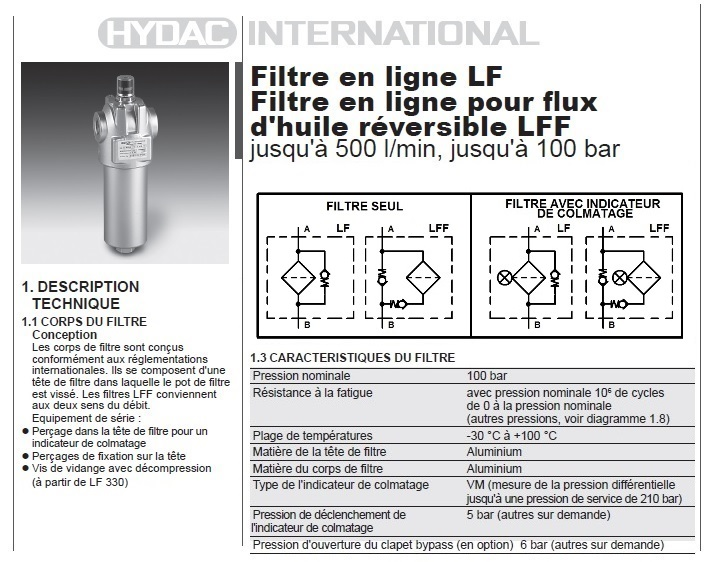 HYDAC INTERNATIONAL
Filtre en ligne LF
Filtre en ligne pour flux
d'huile réversible LFF
jusqu'à 500 l/min, jusqu'à 100 bar
FILTRE SEUL
LF
LFF
A
A
B
B
FILTRE AVEC INDICATEUR
DE COLMATAGE
LF
LFF
A
A
B
B
1. DESCRIPTION
TECHNIQUE
1.1 CORPS DU FILTRE
Conception
Les corps de filtre sont conçus
conformément aux réglementations
internationales. Ils se composent d'une
tête de filtre dans laquelle le pot de filtre
est vissé. Les filtres LFF conviennent
aux deux sens du débit.
Equipement de série :
● Perçage dans la tête de filtre pour un
indicateur de colmatage
● Perçages de fixation sur la tête
● Vis de vidange avec décompression
(à partir de LF 330)
1.3 CARACTERISTIQUES DU FILTRE
Pression nominale 100 bar
Résistance à la fatigue avec pression nominale 10⁶ de cycles
de 0 à la pression nominale
(autres pressions, voir diagramme 1.8)
Plage de températures -30 °C à +100 °C
Matière de la tête de filtre Aluminium
Matière du corps de filtre Aluminium
Type de l'indicateur de colmatage VM (mesure de la pression différentielle
jusqu'à une pression de service de 210 bar)
Pression de déclenchement de 5 bar (autres sur demande)
l'indicateur de colmatage
Pression d'ouverture du clapet bypass (en option) 6 bar (autres sur demande)